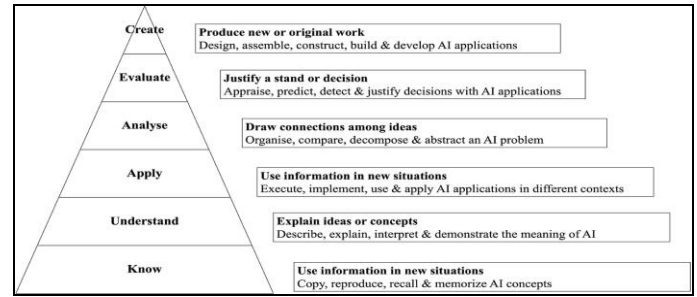 Create
Produce new or original work
Design, assemble, construct, build & develop AI applications
Evaluate
Justify a stand or decision
Appraise, predict, detect & justify decisions with AI applications
Analyse
Draw connections among ideas
Organise, compare, decompose & abstract an AI problem
Apply
Use information in new situations
Execute, implement, use & apply AI applications in different contexts
Understand
Explain ideas or concepts
Describe, explain, interpret & demonstrate the meaning of AI
Know
Use information in new situations
Copy, reproduce, recall & memorize AI concepts